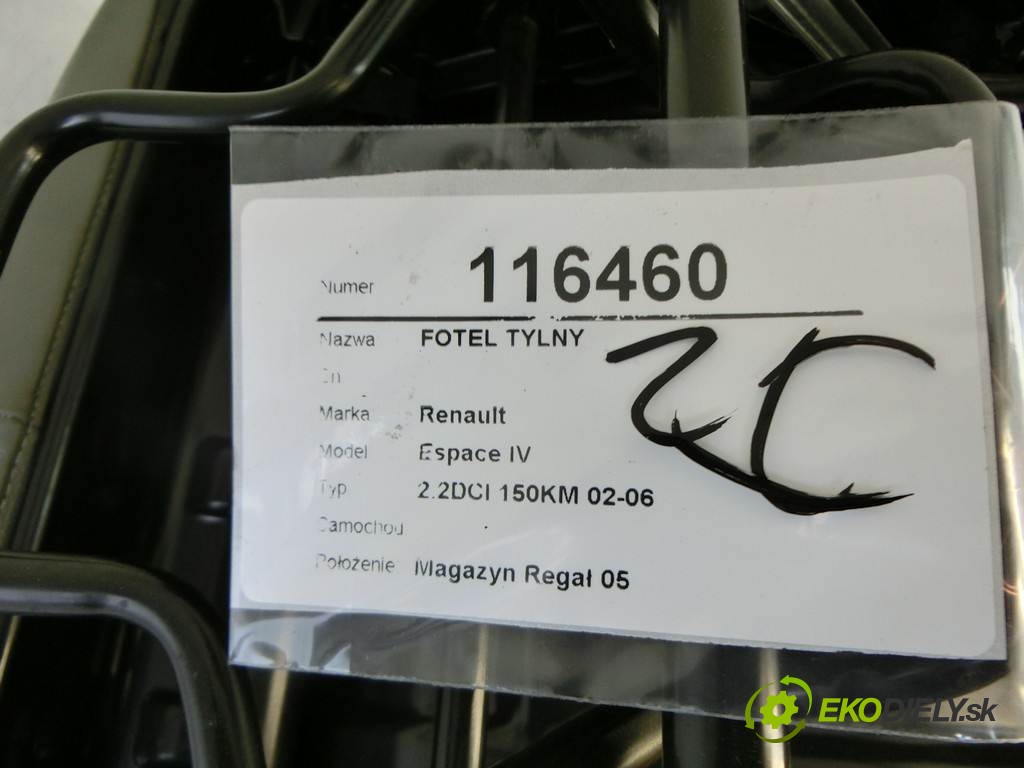 Numer 116460
Nazwa FOTEL TYLNY
Marka Renault
Model Espace IV
Typ 2.2DCI 150KM 02-06
Samochod
Położenie Magazyn Regał 05
EKODIELY.sk